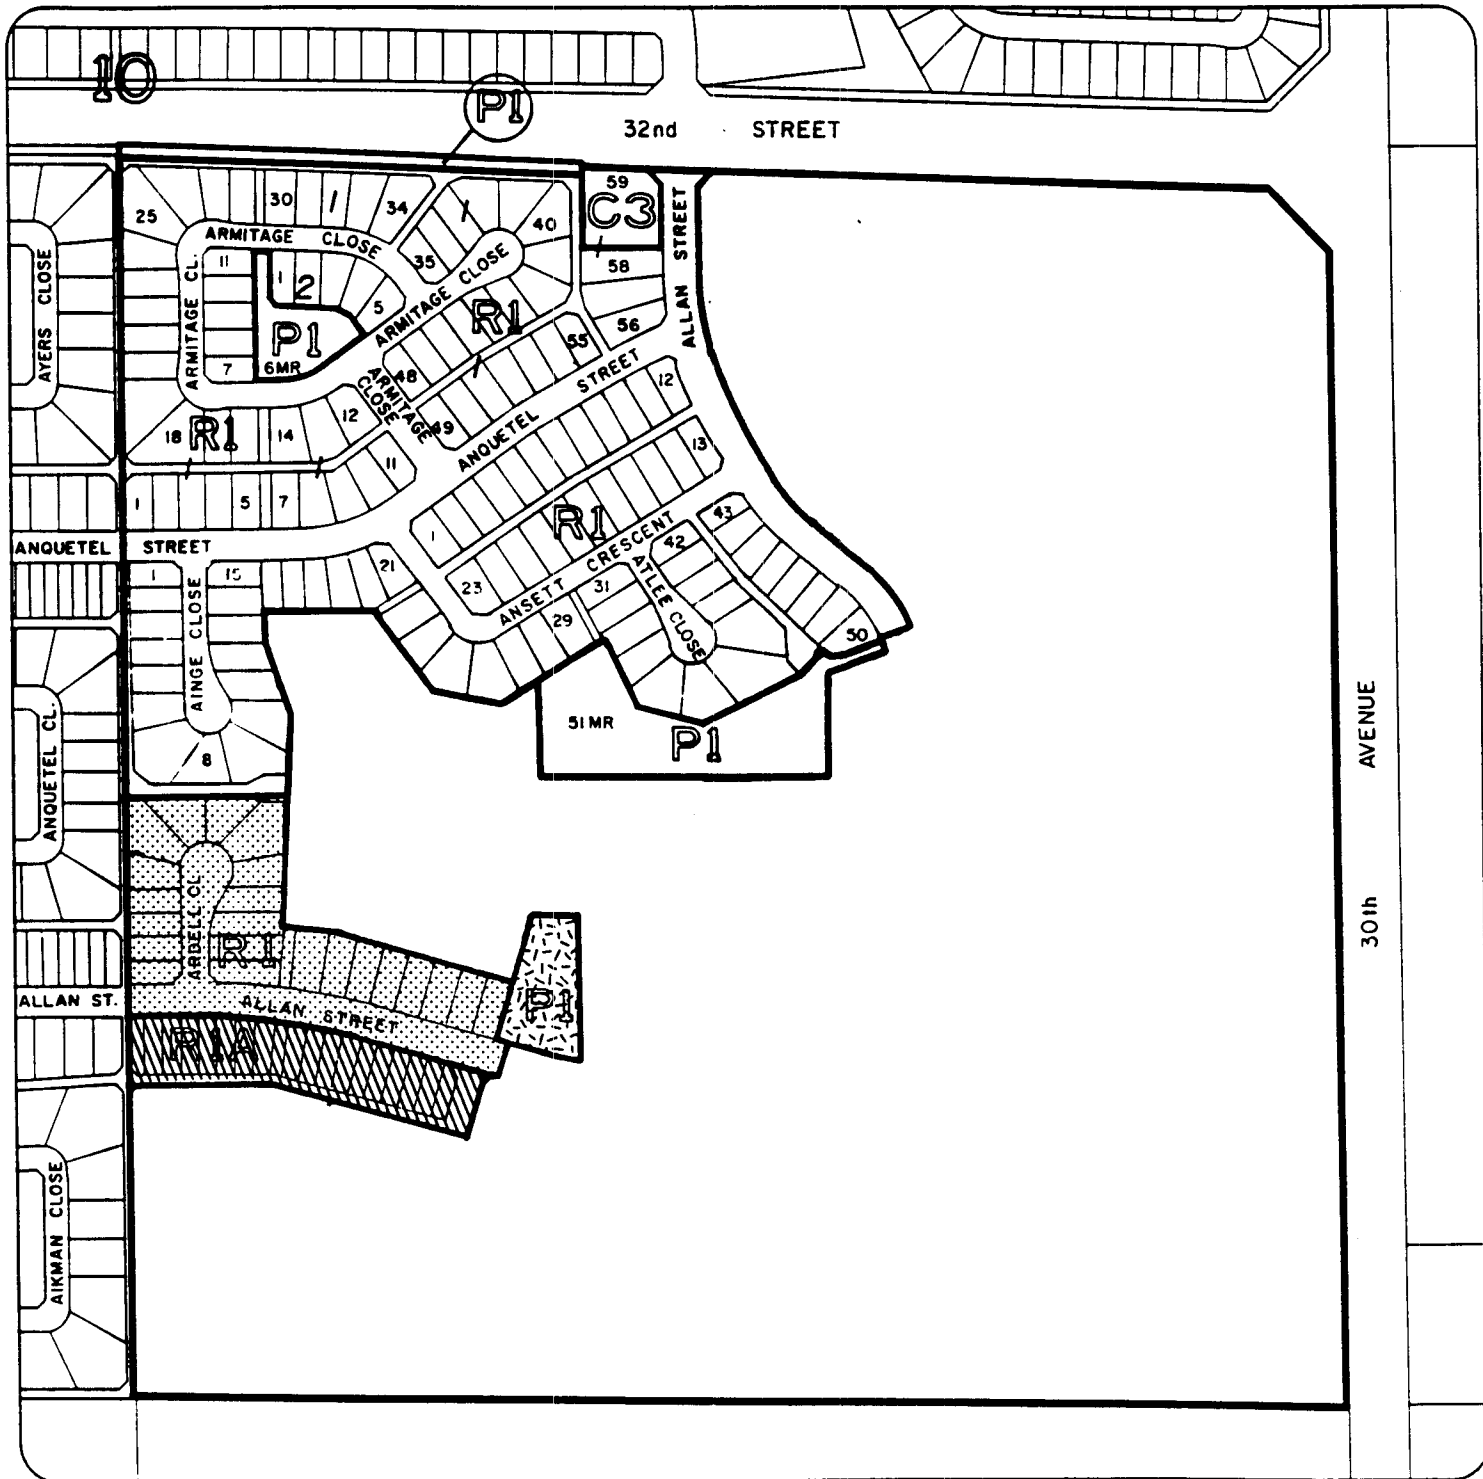 10
P1
32nd STREET
59
C3
25
30
34
40
ARMITAGE CLOSE
35
ARMITAGE CLOSE
58
ALLAN STREET
11
1
2
5
R1
AYERS CLOSE
ARMITAGE CL.
P1
6MR
7
56
55
48
ARMITAGE CLOSE
49
ANQUETEL STREET
12
18
R1
14
12
11
13
1
5
7
1
R1
43
ANQUETEL STREET
1
15
21
23
ANSETT CRESCENT
42
31
29
ATLEE CLOSE
50
AINGE CLOSE
8
51MR
P1
ANQUETEL CL.
AVENUE
30th
ARBELL CL.
R1
P1
ALLAN ST.
ALLAN STREET
R1A
AIKMAN CLOSE